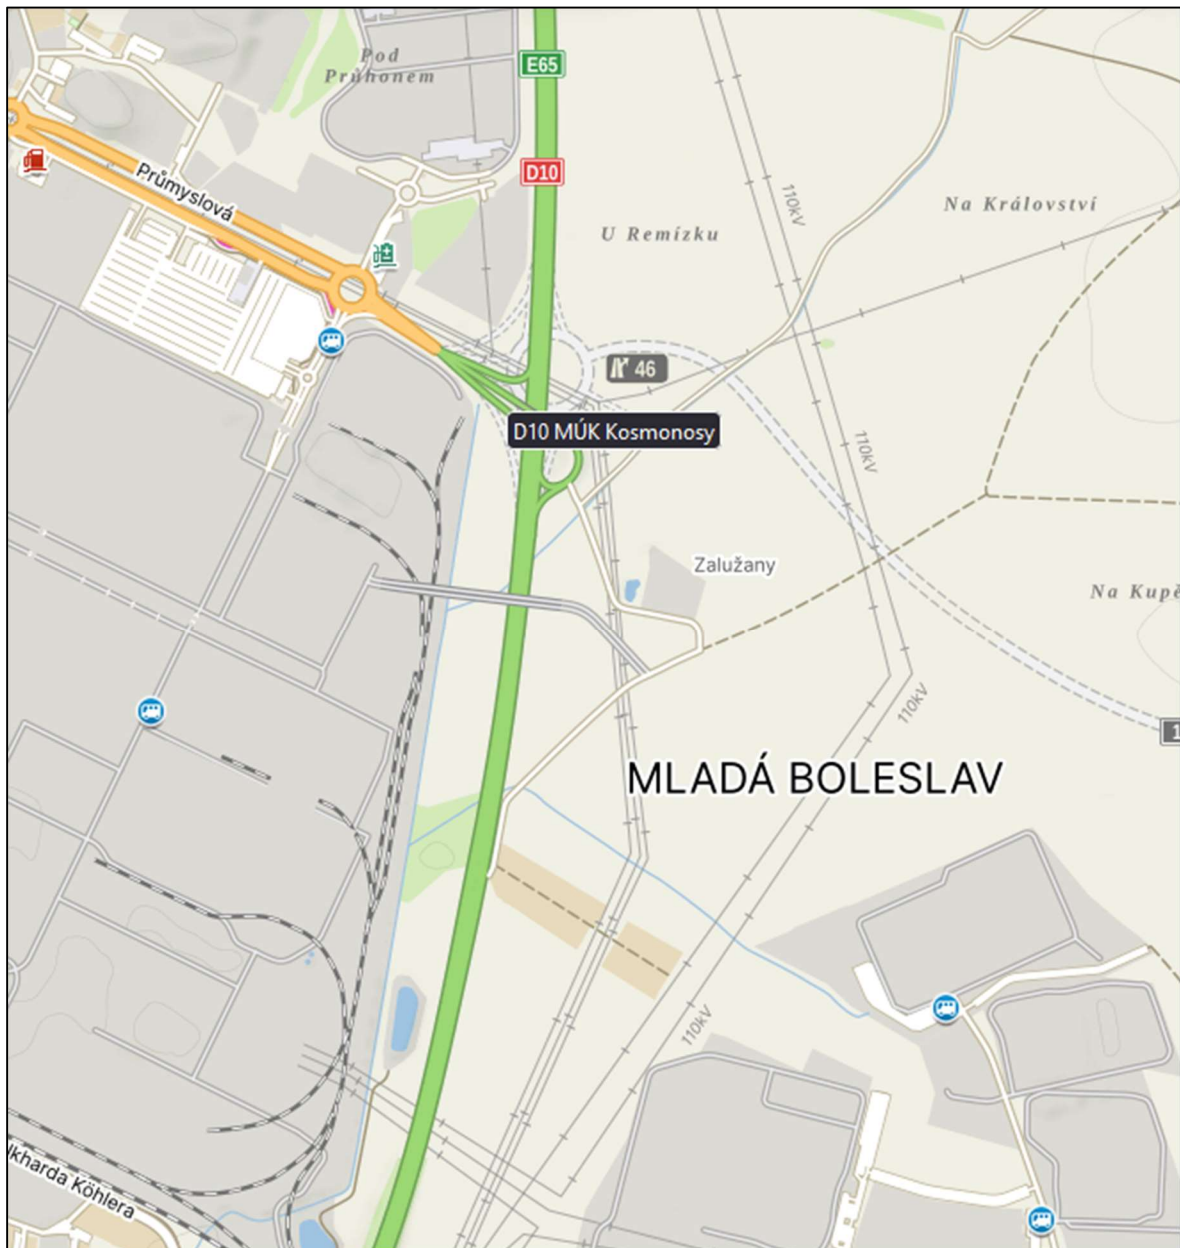 Pod
Průhonem
E65
Průmyslová
D10
110kV
Na Království
U Remízku
46
D10 MÚK Kosmonosy
110kV
Zalužany
Na Kupě
110kV
1
MLADÁ BOLESLAV
110kV
lkharda Köhlera